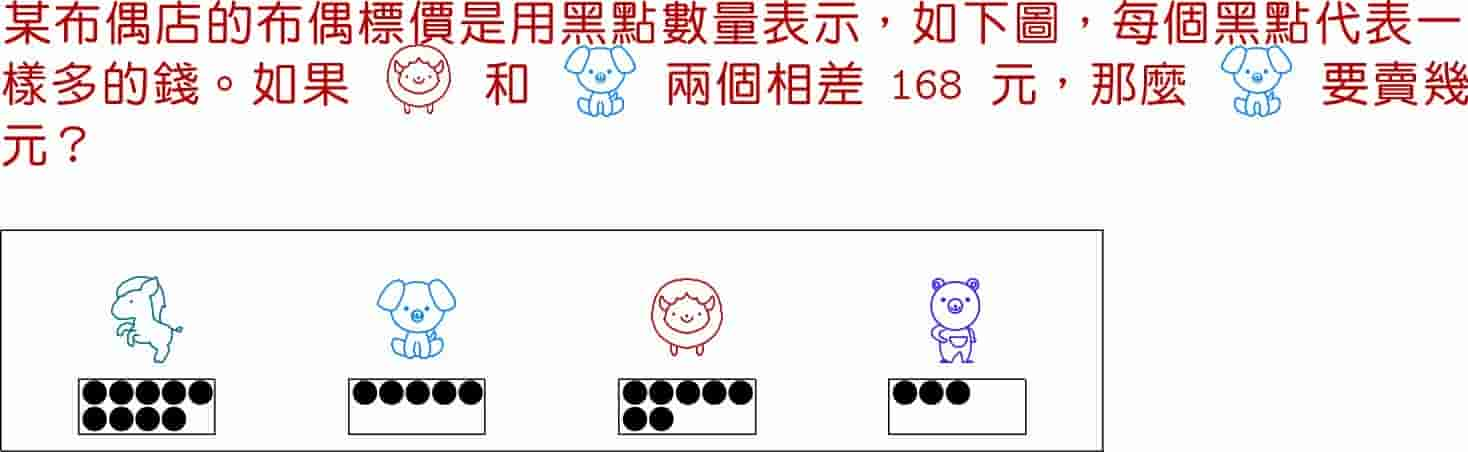 某布偶店的布偶標價是用黑點數量表示，如下圖，每個黑點代表一
樣多的錢。如果 和 兩個相差 168 元，那麼 要賣幾
元？